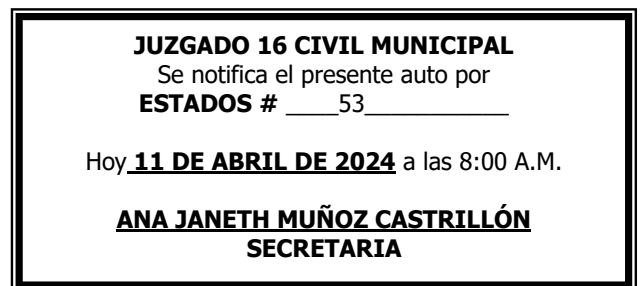 JUZGADO 16 CIVIL MUNICIPAL
Se notifica el presente auto por
ESTADOS # ____53___________
Hoy 11 DE ABRIL DE 2024 a las 8:00 A.M.
ANA JANETH MUÑOZ CASTRILLÓN
SECRETARIA